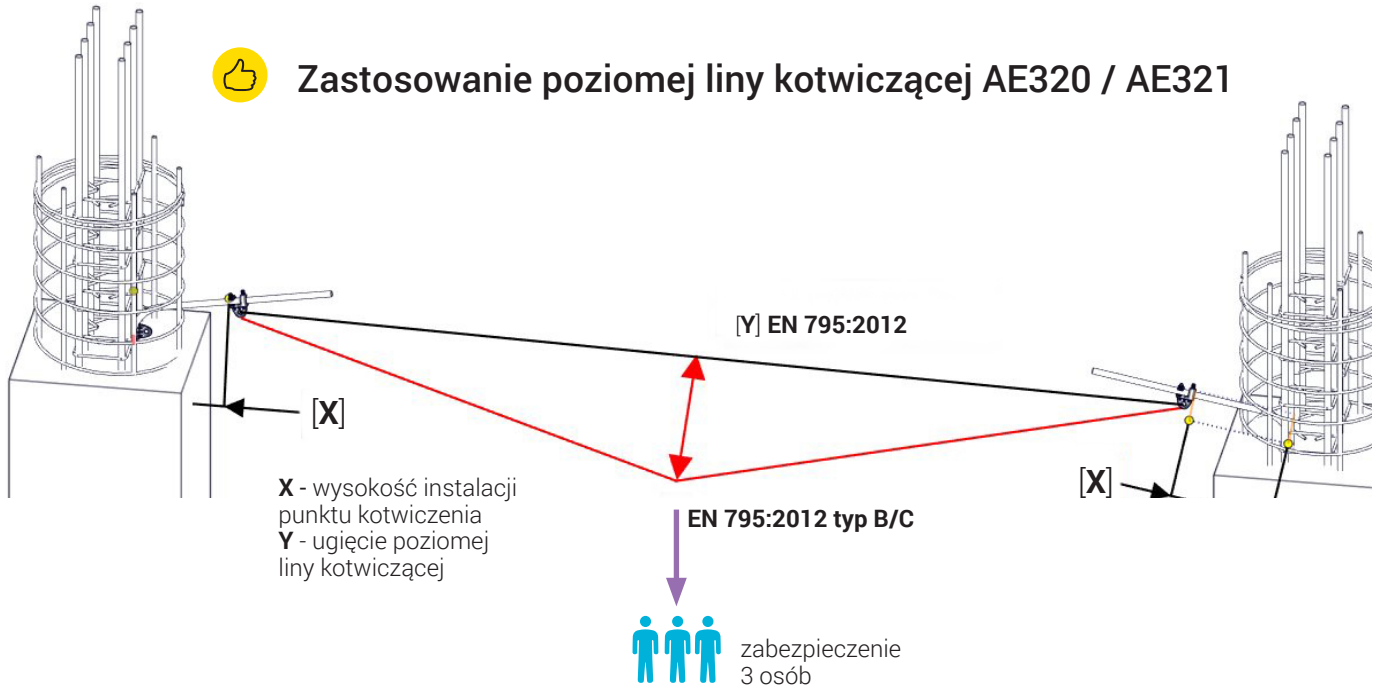 Zastosowanie poziomej liny kotwiczącej AE320 / AE321
[Y] EN 795:2012
[X]
[X]
X - wysokość instalacji
punktu kotwiczenia
Y - ugięcie poziomej
liny kotwiczącej
EN 795:2012 typ B/C
zabezpieczenie
3 osób